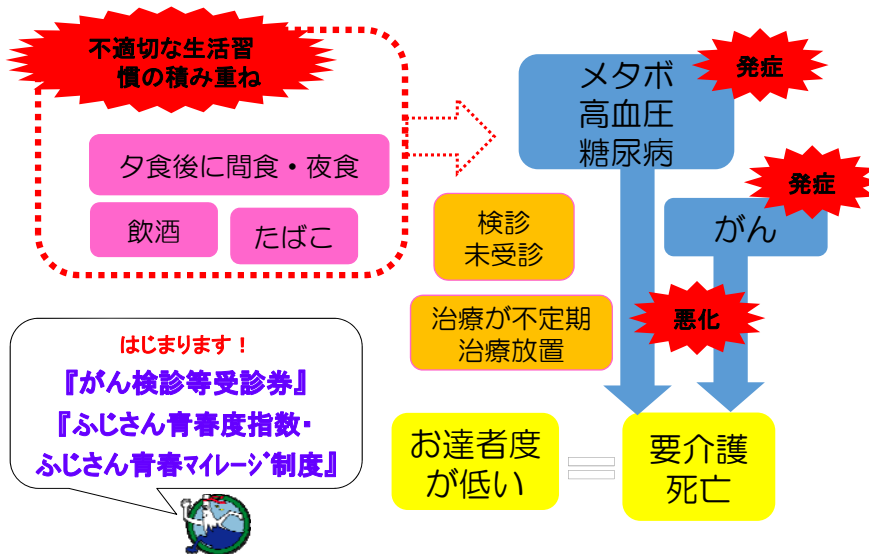 不適切な生活習
慣の積み重ね
夕食後に間食・夜食
飲酒
たばこ
メタボ
高血圧
糖尿病
発症
がん
発症
検診
未受診
治療が不定期
治療放置
悪化
はじまります！
『がん検診等受診券』
『ふじさん青春度指数・
ふじさん青春マイレージ制度』
お達者度
が低い
＝
要介護
死亡